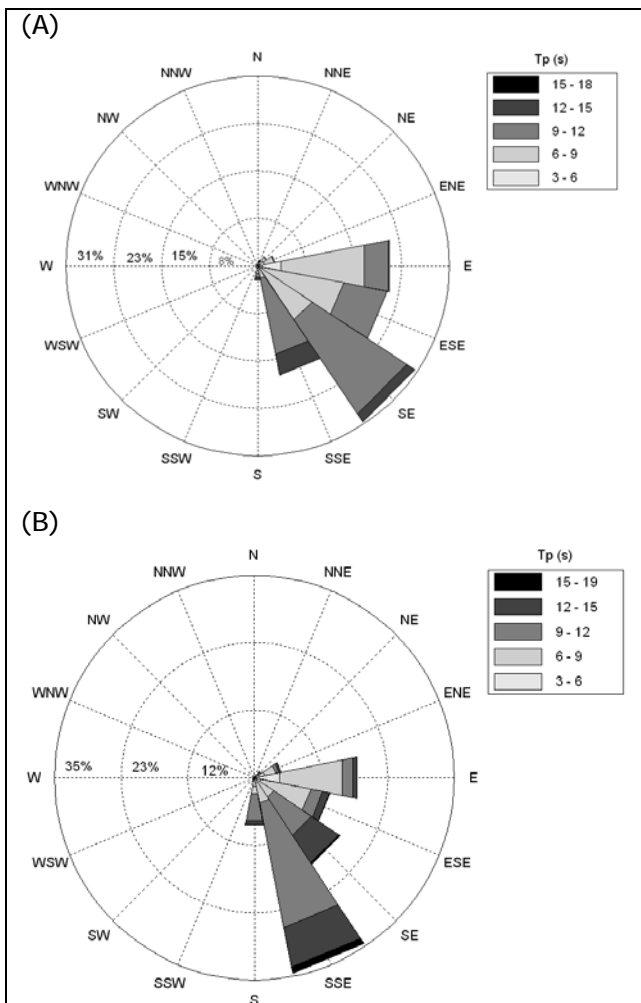 (A)
N
NNE
NE
ENE
E
ESE
SE
SSE
S
SSW
SW
WSW
W
WNW
NW
NNW
31%
23%
15%
8%
Tp (s)
15 - 18
12 - 15
9 - 12
6 - 9
3 - 6
(B)
N
NNE
NE
ENE
E
ESE
SE
SSE
S
SSW
SW
WSW
W
WNW
NW
NNW
35%
23%
12%
Tp (s)
15 - 19
12 - 15
9 - 12
6 - 9
3 - 6